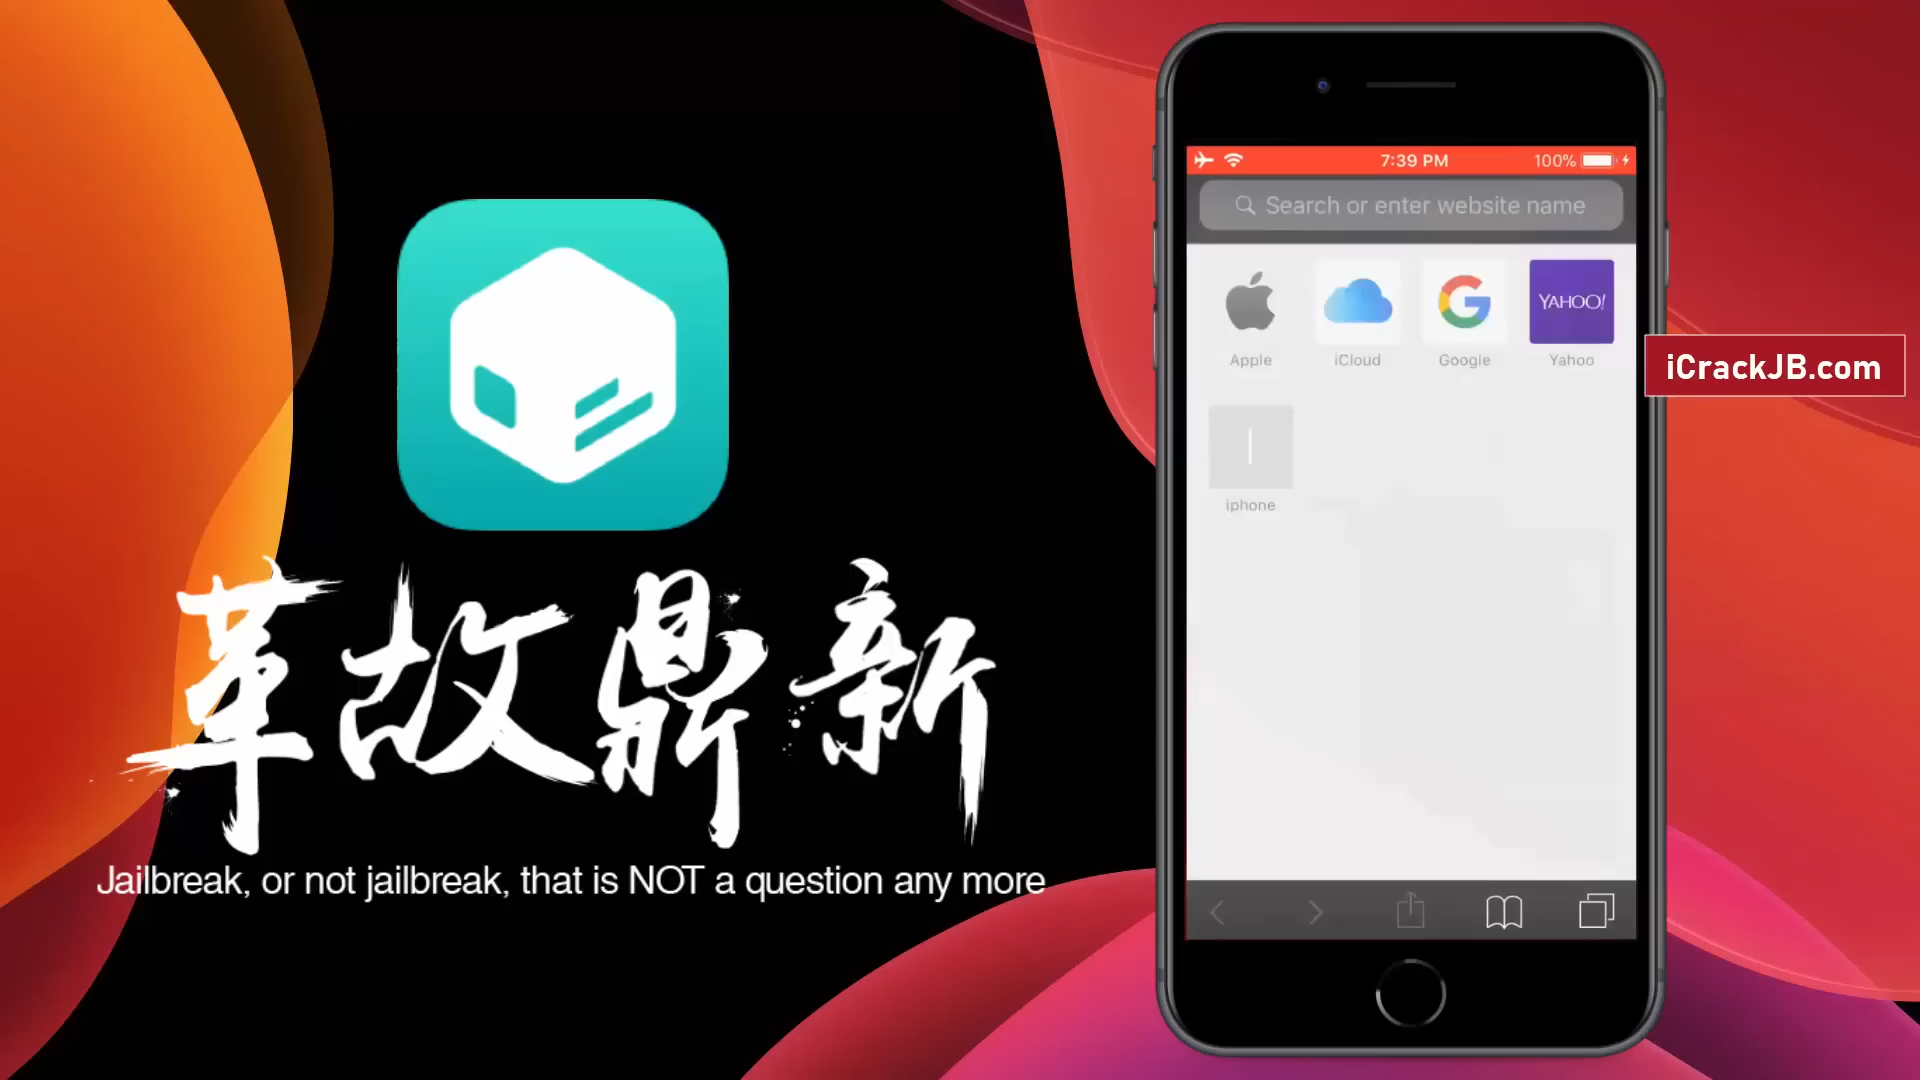 革故鼎新
Jailbreak, or not jailbreak, that is NOT a question any more
7:39 PM
100%
Search or enter website name
YAHOO!
Apple
iCloud
Google
Yahoo
I
iphone
iCrackJB.com